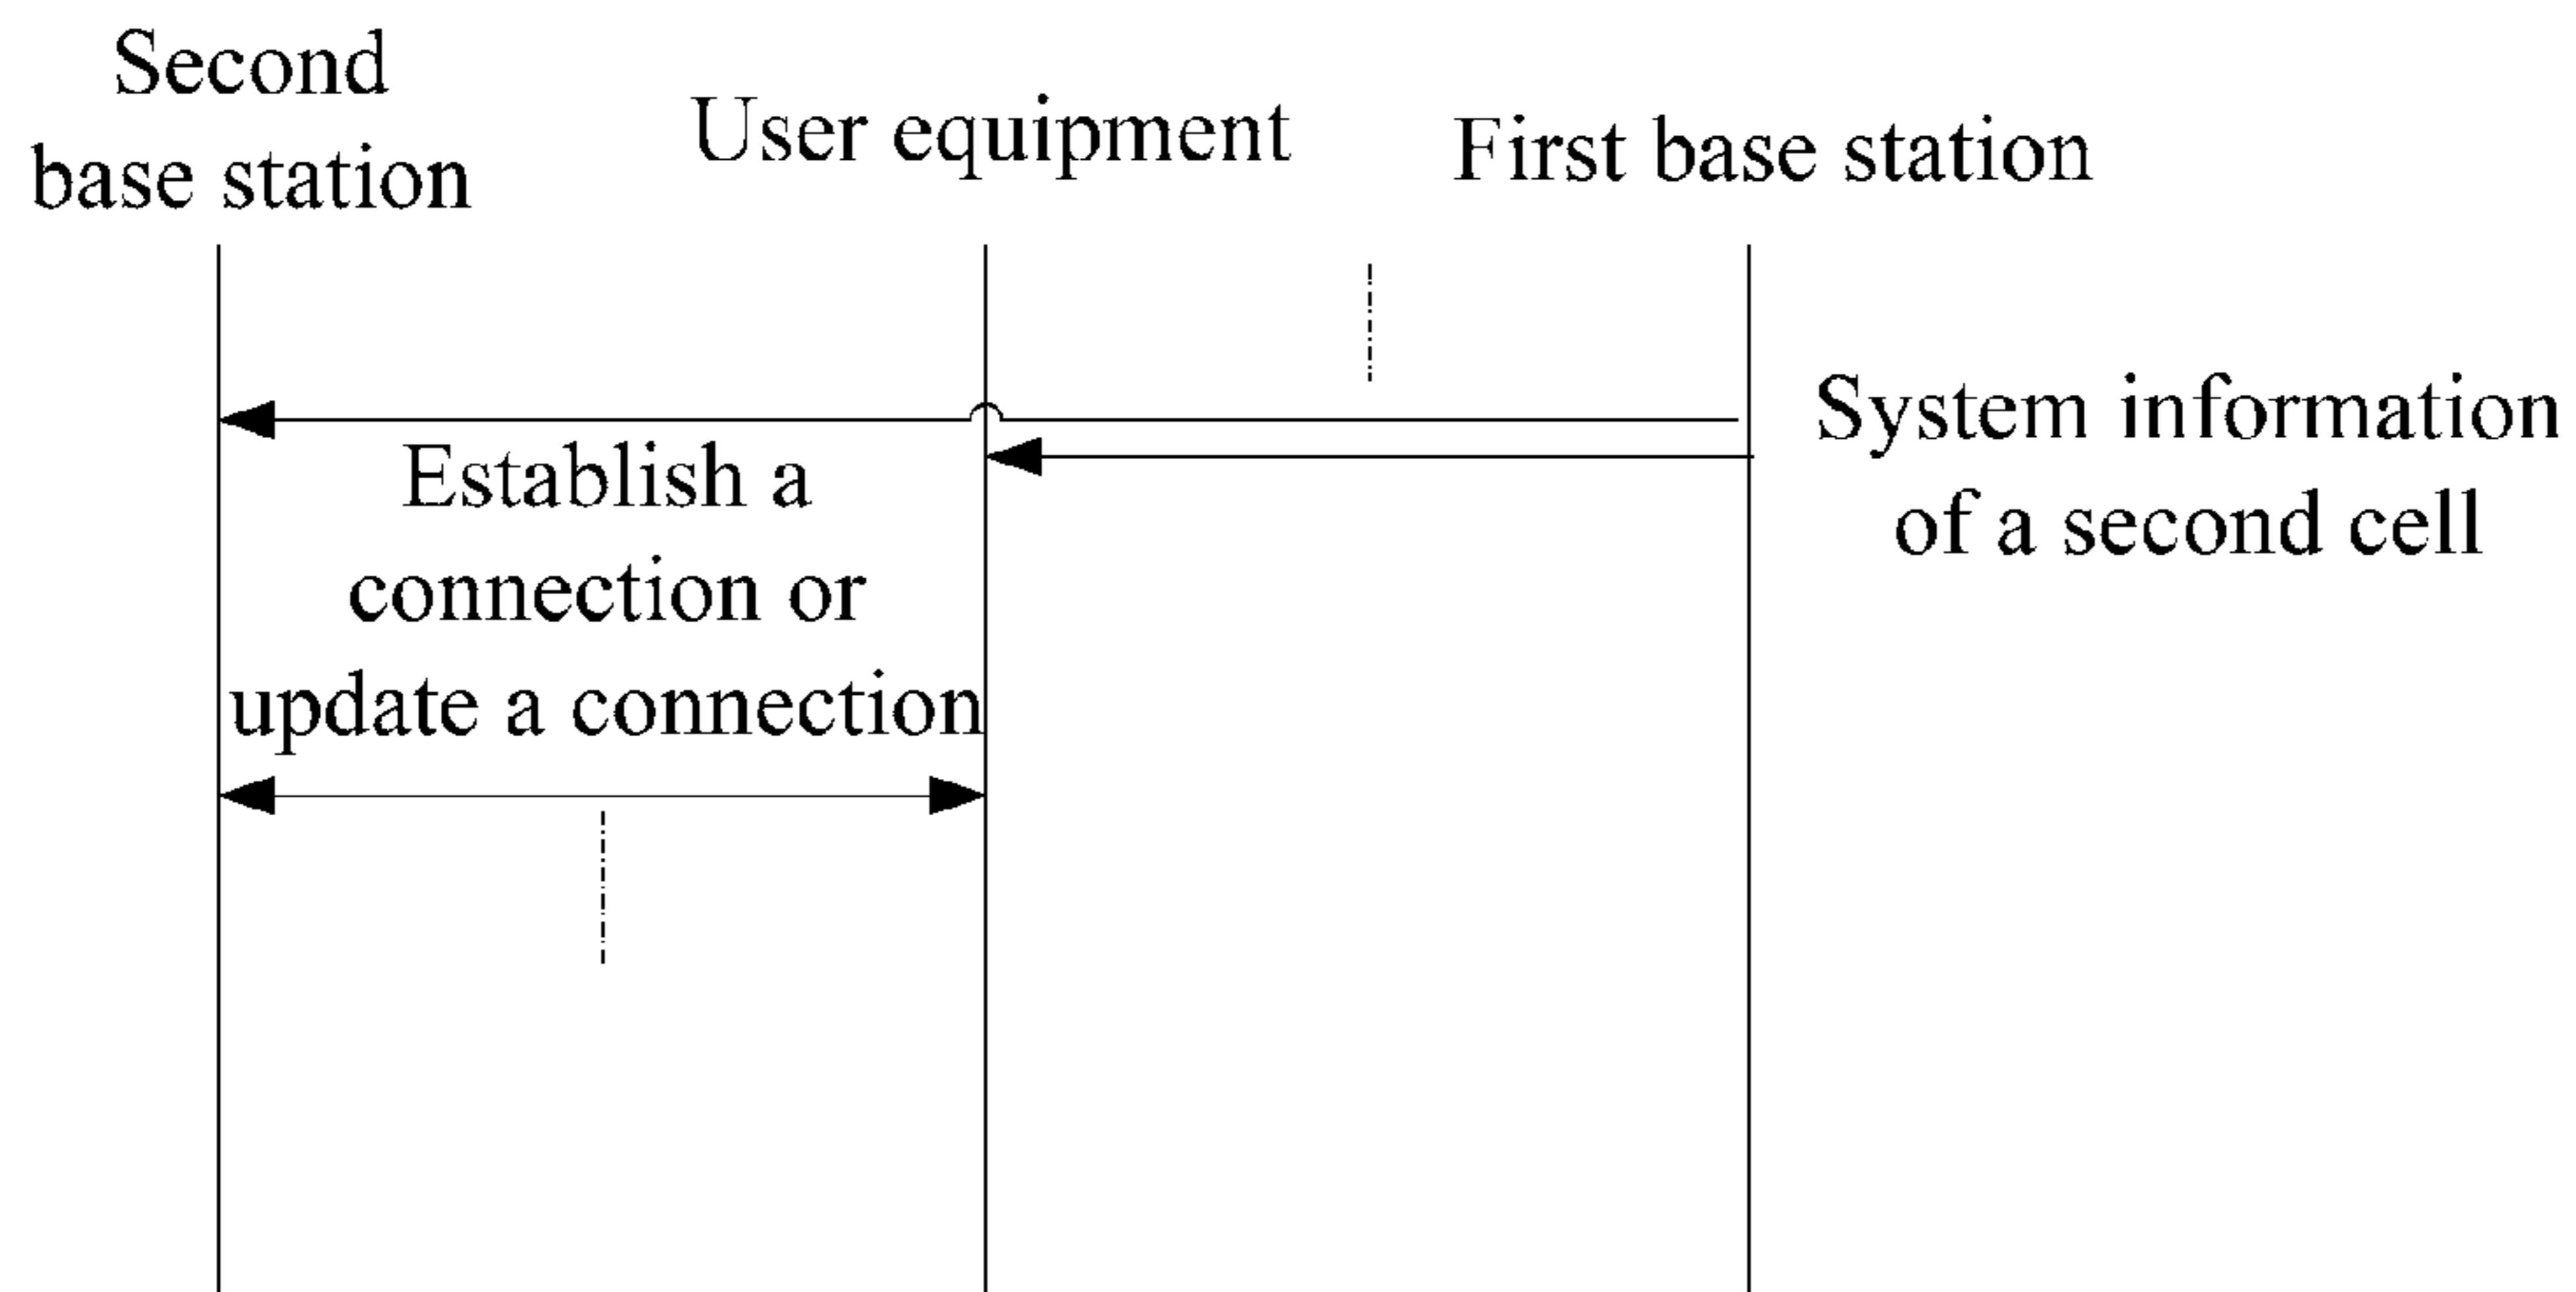 Second
base station
User equipment
First base station
System information
of a second cell
Establish a
connection or
update a connection